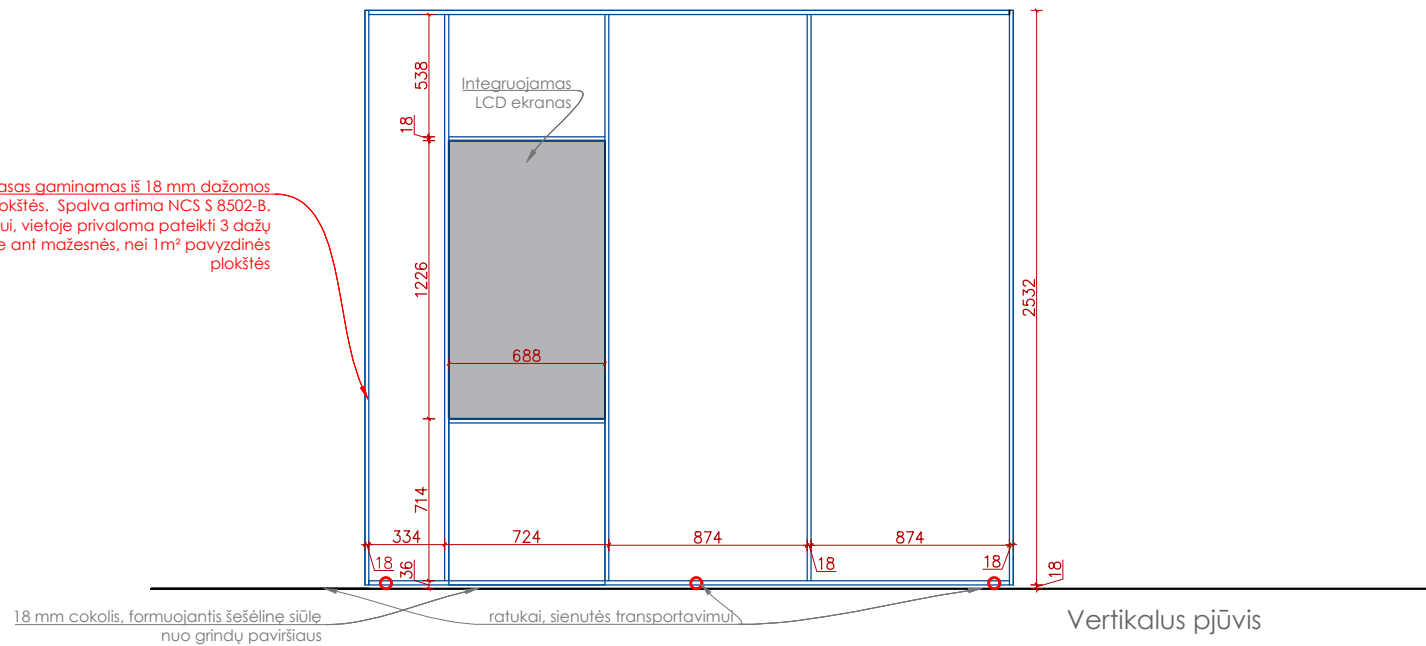 Integruojamas
LCD ekranas
538
18
asas gaminamas iš 18 mm dažomos
okštės. Spalva artima NCS S 8502-B.
ui, vietoje privaloma pateikti 3 dažų
e ant mažesnės, nei 1m² pavyzdinės
plokštės
1226
2532
688
714
334
724
874
874
18
36
18
18
18
18 mm cokolis, formuojantis šešėlinę siūlę
nuo grindų paviršiaus
ratukai, sienutės transportavimui
Vertikalus pjūvis